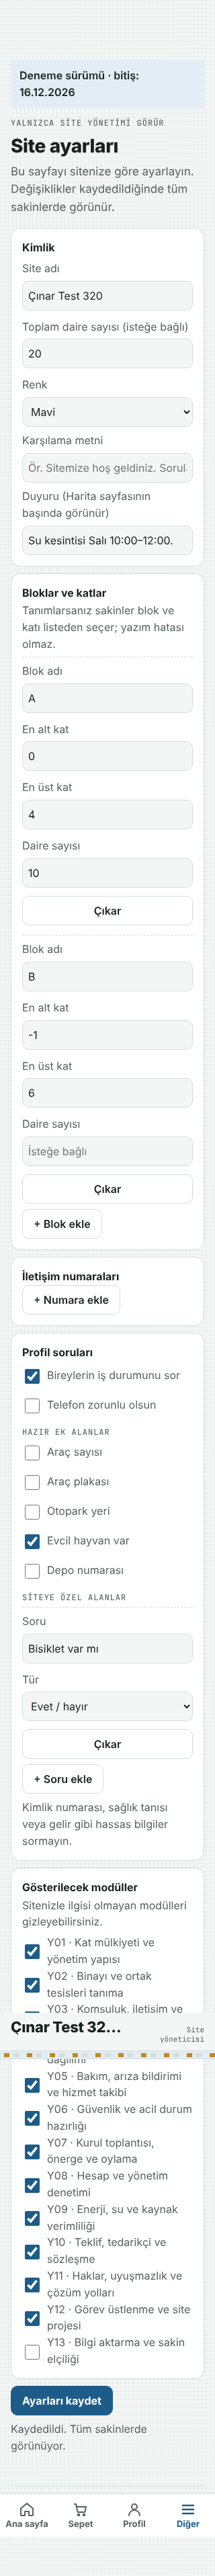 Deneme sürümü · bitiş:
16.12.2026
YALNIZCA SİTE YÖNETİMİ GÖRÜR
Site ayarları
Bu sayfayı sitenize göre ayarlayın.
Değişiklikler kaydedildiğinde tüm
sakinlerde görünür.
Kimlik
Site adı
Çınar Test 320
Toplam daire sayısı (isteğe bağlı)
20
Renk
Mavi
Karşılama metni
Ör. Sitemize hoş geldiniz. Sorul
Duyuru (Harita sayfasının
başında görünür)
Su kesintisi Salı 10:00–12:00.
Bloklar ve katlar
Tanımlarsanız sakinler blok ve
katı listeden seçer; yazım hatası
olmaz.
Blok adı
A
En alt kat
0
En üst kat
4
Daire sayısı
10
Çıkar
Blok adı
B
En alt kat
-1
En üst kat
6
Daire sayısı
İsteğe bağlı
Çıkar
+ Blok ekle
İletişim numaraları
+ Numara ekle
Profil soruları
Bireylerin iş durumunu sor
Telefon zorunlu olsun
HAZIR EK ALANLAR
Araç sayısı
Araç plakası
Otopark yeri
Evcil hayvan var
Depo numarası
SİTEYE ÖZEL ALANLAR
Soru
Bisiklet var mı
Tür
Evet / hayır
Çıkar
+ Soru ekle
Kimlik numarası, sağlık tanısı
veya gelir gibi hassas bilgiler
sormayın.
Gösterilecek modüller
Sitenizle ilgisi olmayan modülleri
gizleyebilirsiniz.
Y01 · Kat mülkiyeti ve
yönetim yapısı
Y02 · Binayı ve ortak
tesisleri tanıma
Y03 · Komşuluk, iletişim ve
Çınar Test 32...
Site
yöneticisi
dağılımı
Y05 · Bakım, arıza bildirimi
ve hizmet takibi
Y06 · Güvenlik ve acil durum
hazırlığı
Y07 · Kurul toplantısı,
önerge ve oylama
Y08 · Hesap ve yönetim
denetimi
Y09 · Enerji, su ve kaynak
verimliliği
Y10 · Teklif, tedarikçi ve
sözleşme
Y11 · Haklar, uyuşmazlık ve
çözüm yolları
Y12 · Görev üstlenme ve site
projesi
Y13 · Bilgi aktarma ve sakin
elçiliği
Ayarları kaydet
Kaydedildi. Tüm sakinlerde
görünüyor.
Ana sayfa
Sepet
Profil
Diğer